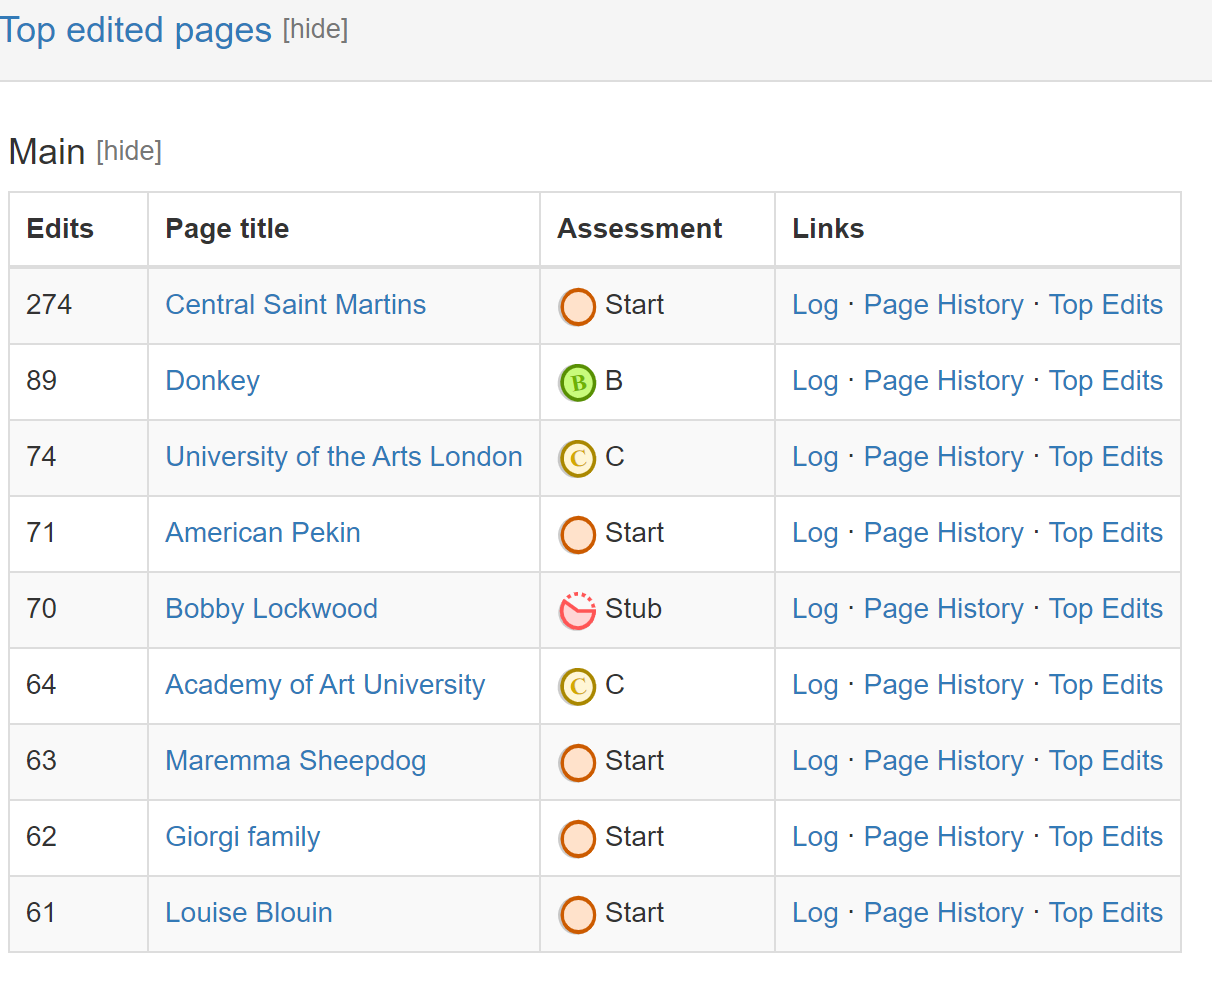 Top edited pages [hide]
Main [hide]
Edits Page title Assessment Links
274 Central Saint Martins Start Log · Page History · Top Edits
89 Donkey B B Log · Page History · Top Edits
74 University of the Arts London C C Log · Page History · Top Edits
71 American Pekin Start Log · Page History · Top Edits
70 Bobby Lockwood Stub Log · Page History · Top Edits
64 Academy of Art University C C Log · Page History · Top Edits
63 Maremma Sheepdog Start Log · Page History · Top Edits
62 Giorgi family Start Log · Page History · Top Edits
61 Louise Blouin Start Log · Page History · Top Edits